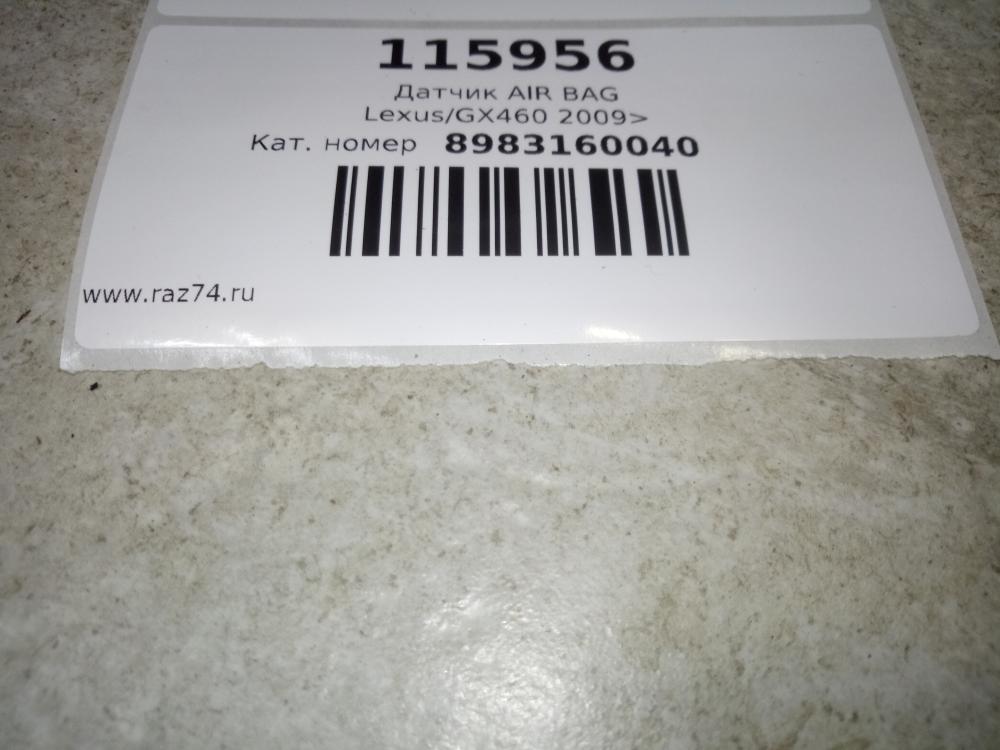 115956
Датчик AIR BAG
Lexus/GX460 2009>
Кат. номер 8983160040
www.raz74.ru